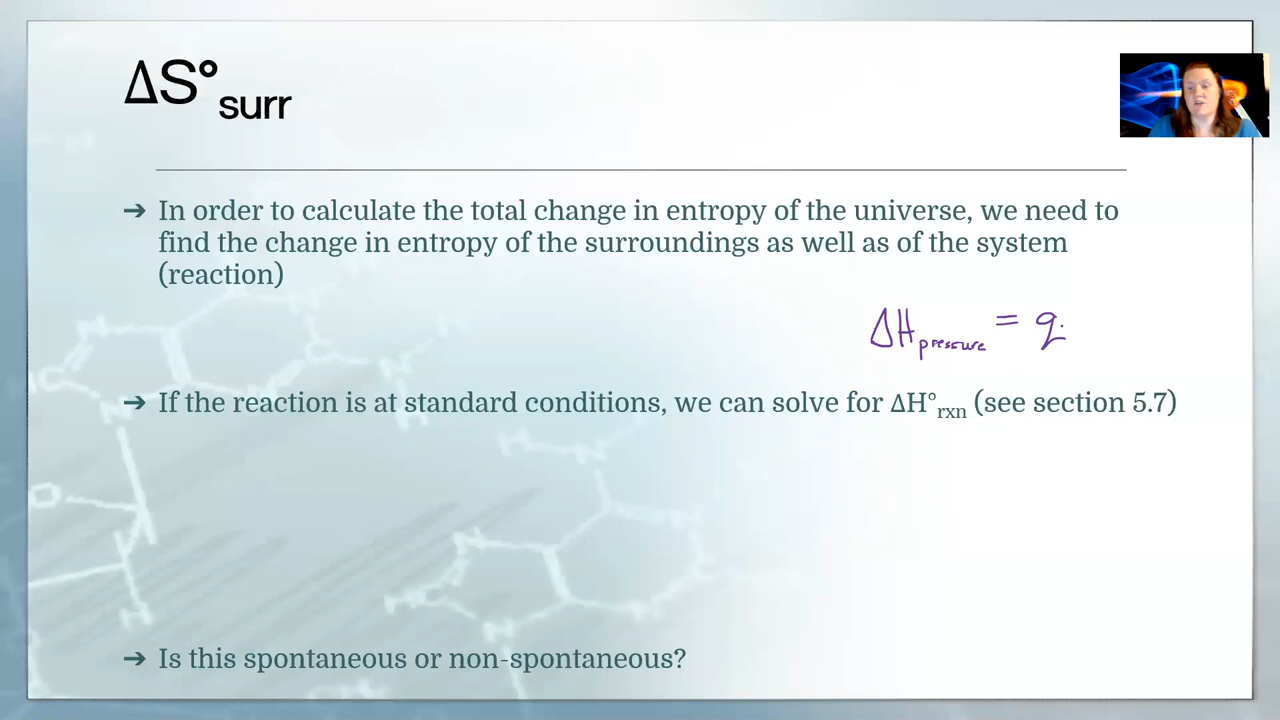 ΔS°surr
➔ In order to calculate the total change in entropy of the universe, we need to
find the change in entropy of the surroundings as well as of the system
(reaction)
ΔHpressure = q
➔ If the reaction is at standard conditions, we can solve for ΔH°rxn (see section 5.7)
➔ Is this spontaneous or non-spontaneous?